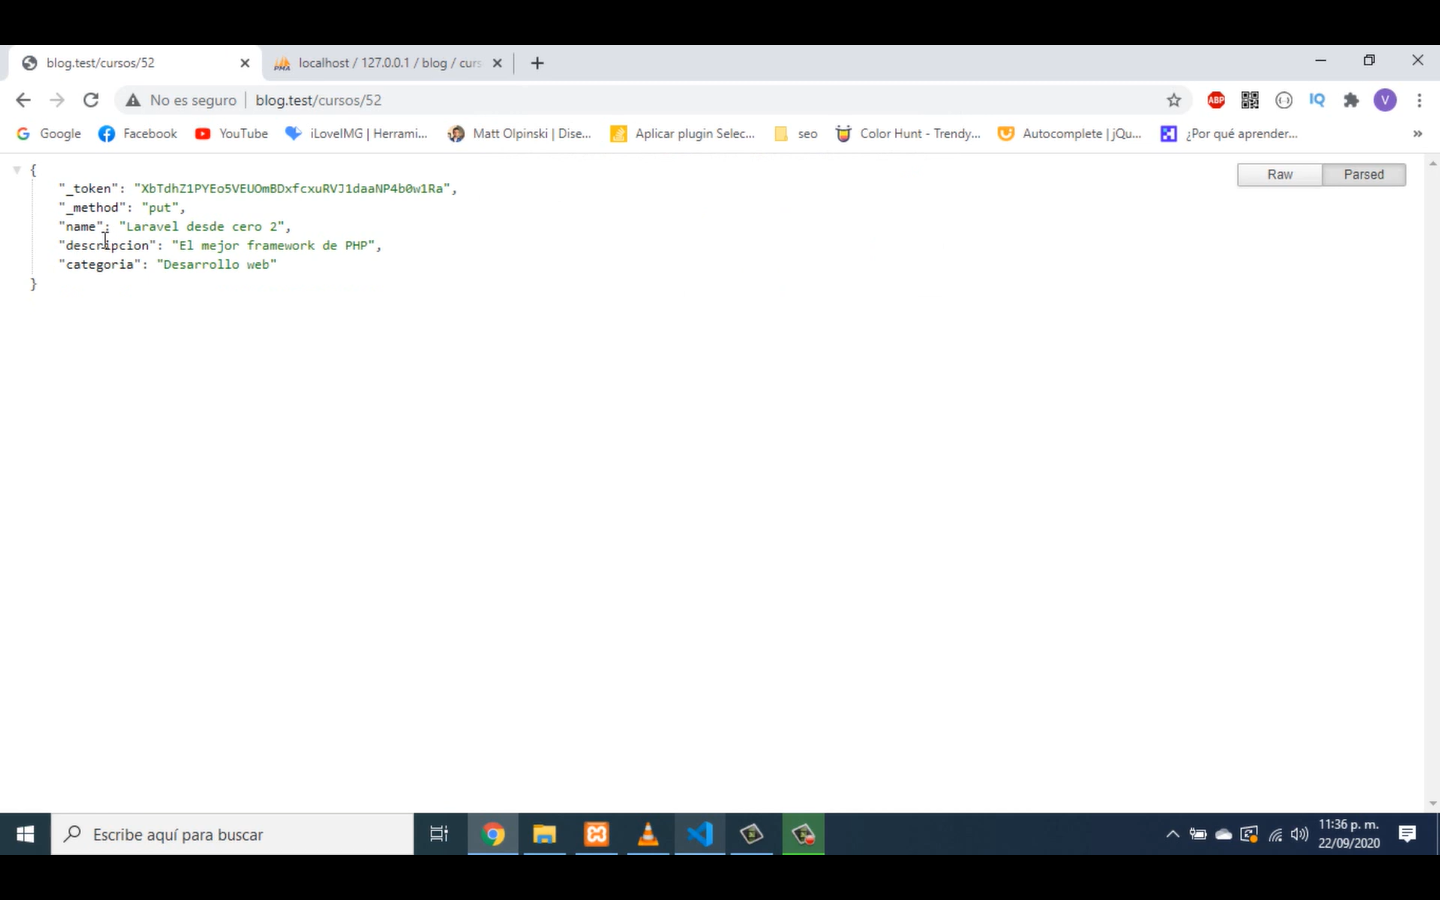 blog.test/cursos/52
localhost / 127.0.0.1 / blog / curs
No es seguro
blog.test/cursos/52
ABP
IQ
V
Google
Facebook
YouTube
iLoveIMG | Herrami...
Matt Olpinski | Dise...
Aplicar plugin Selec...
seo
Color Hunt - Trendy...
Autocomplete | jQu...
¿Por qué aprender...
»
{
"_token": "XbTdhZ1PYEo5VEUOmBDxfcxuRVJ1daaNP4b0w1Ra",
"_method": "put",
"name": "Laravel desde cero 2",
"descripcion": "El mejor framework de PHP",
"categoria": "Desarrollo web"
}
Raw
Parsed
Escribe aquí para buscar
11:36 p. m.
22/09/2020